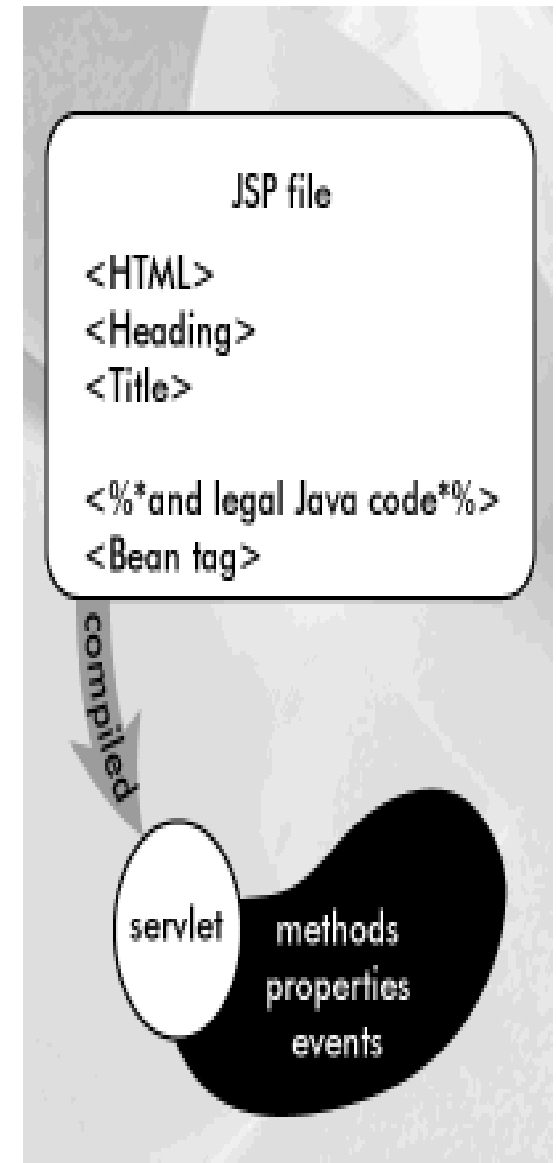 JSP file
<HTML>
<Heading>
<Title>
<%*and legal Java code*%>
<Bean tag>
compiled
servlet
methods
properties
events